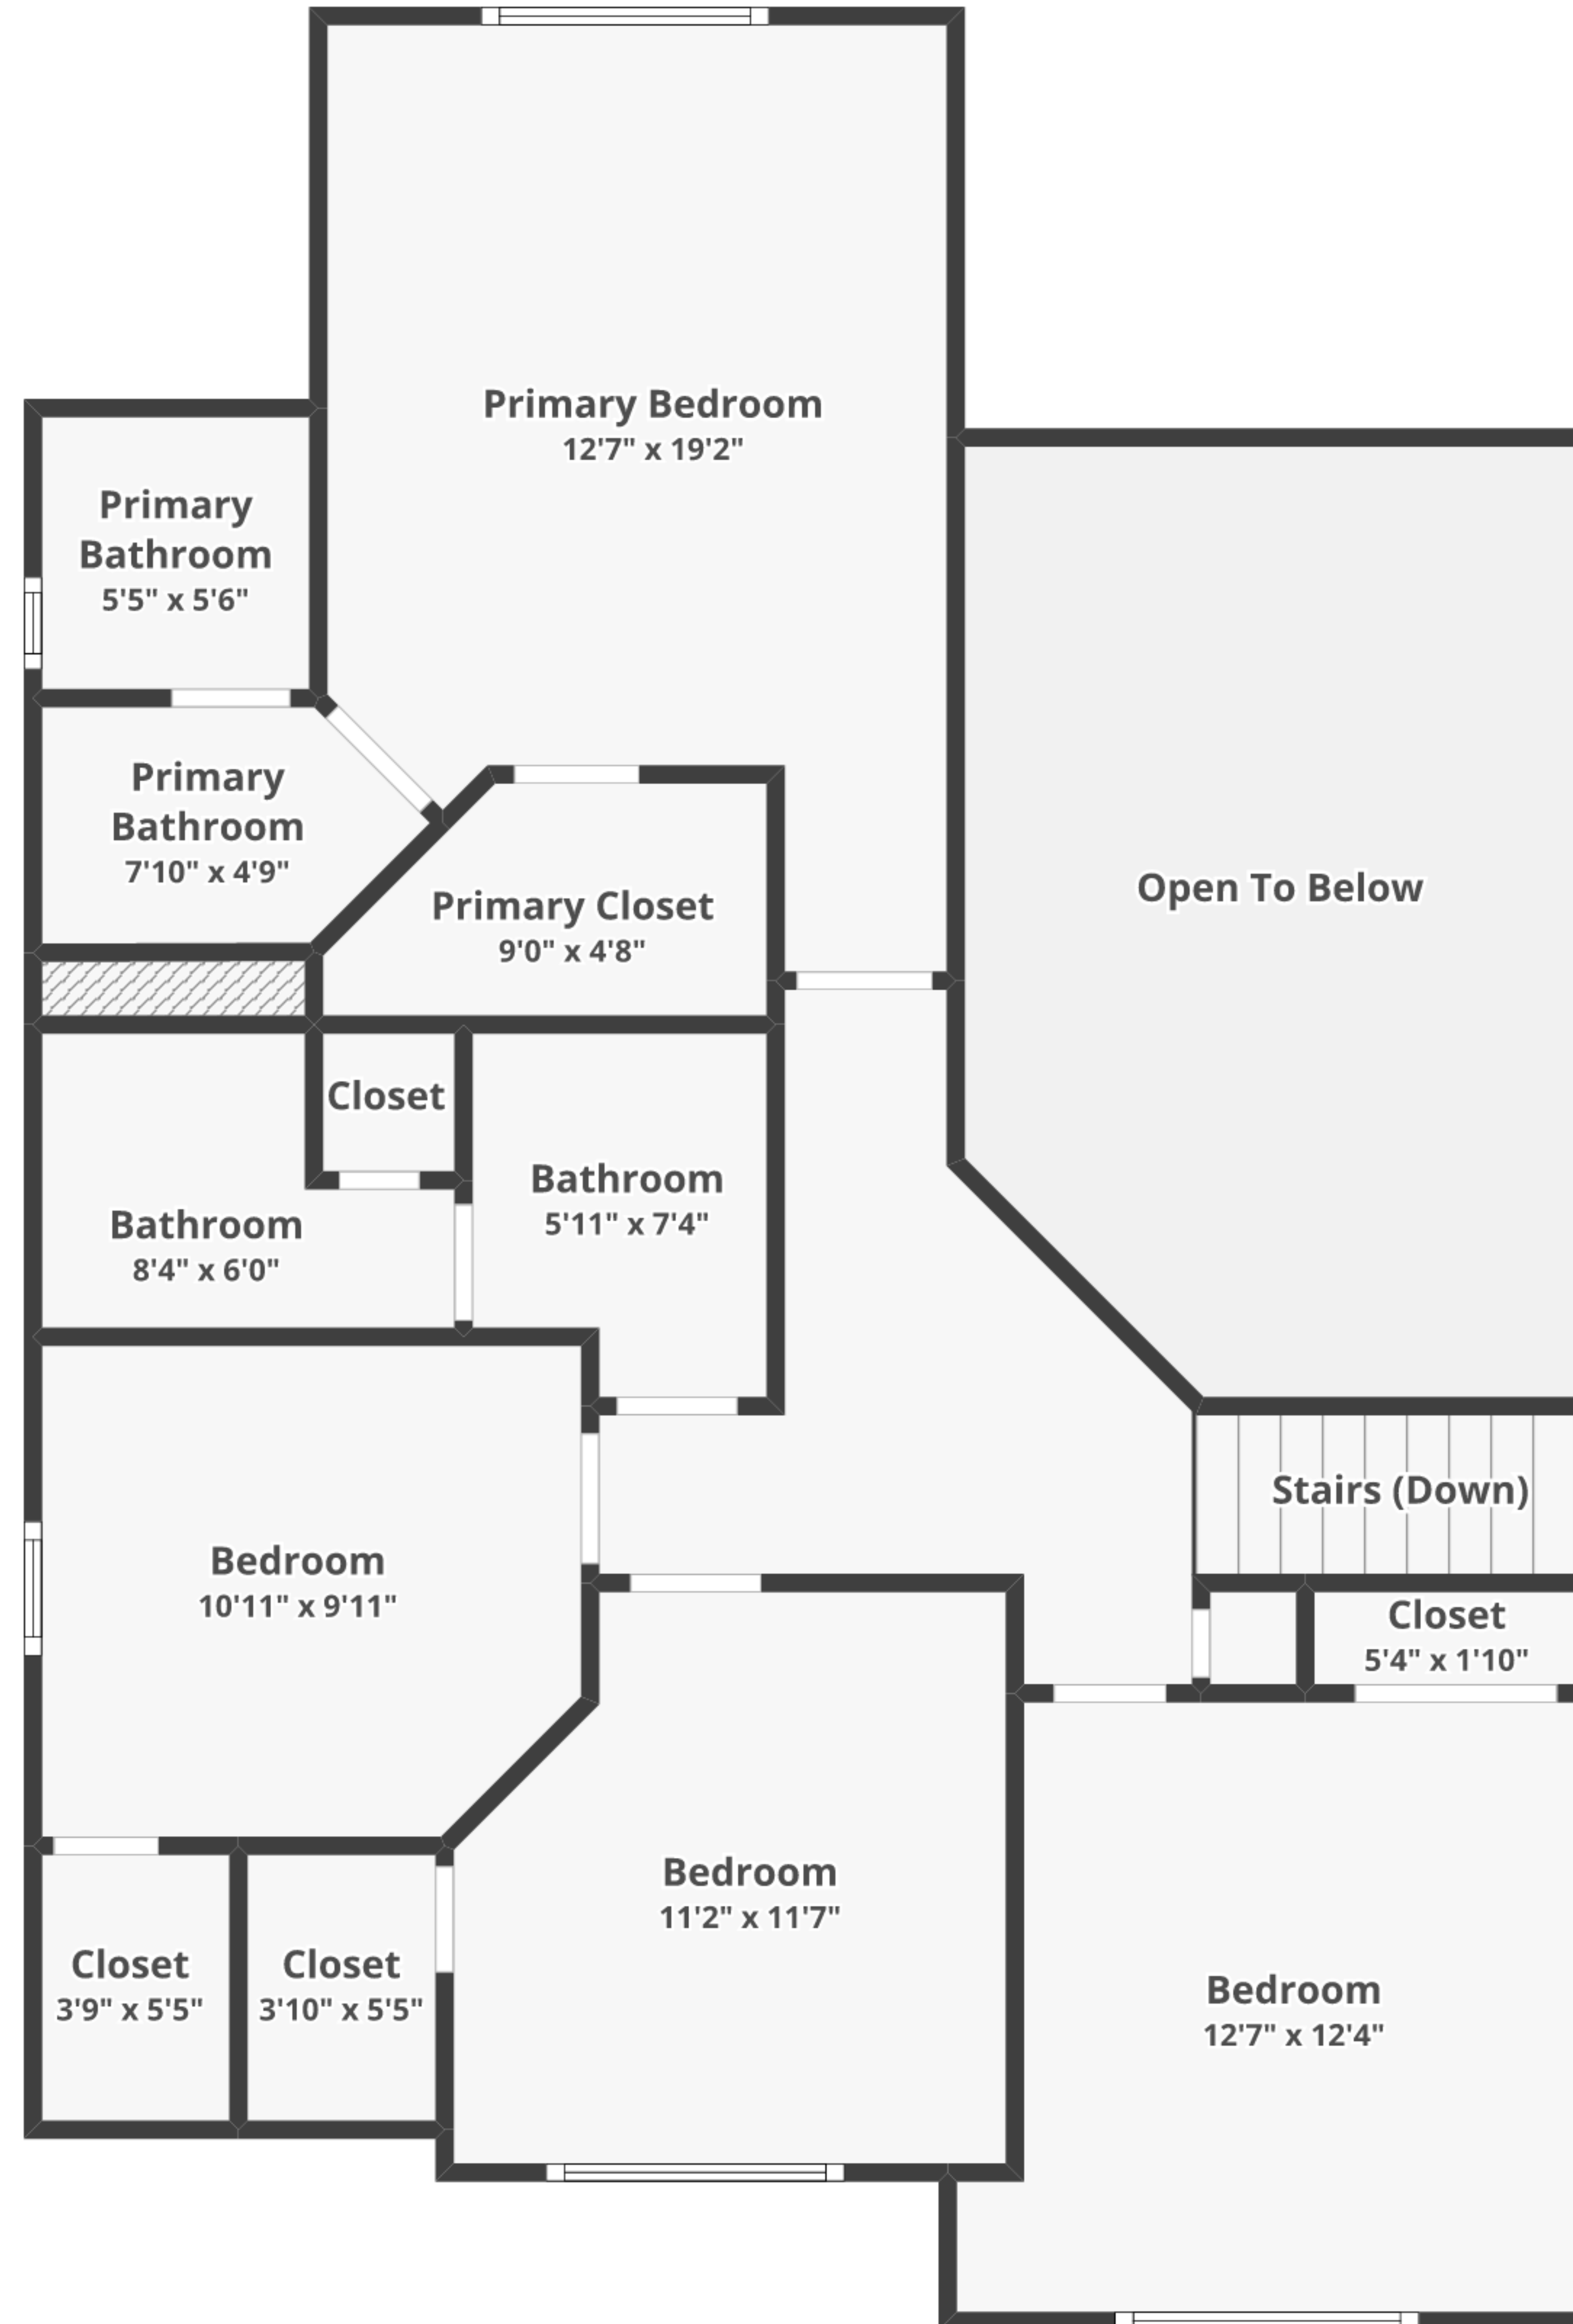 Primary Bedroom
12'7" x 19'2"
Primary
Bathroom
5'5" x 5'6"
Primary
Bathroom
7'10" x 4'9"
Open To Below
Primary Closet
9'0" x 4'8"
Closet
Bathroom
5'11" x 7'4"
Bathroom
8'4" x 6'0"
Stairs (Down)
Bedroom
10'11" x 9'11"
Closet
5'4" x 1'10"
Bedroom
11'2" x 11'7"
Closet
3'9" x 5'5"
Closet
3'10" x 5'5"
Bedroom
12'7" x 12'4"